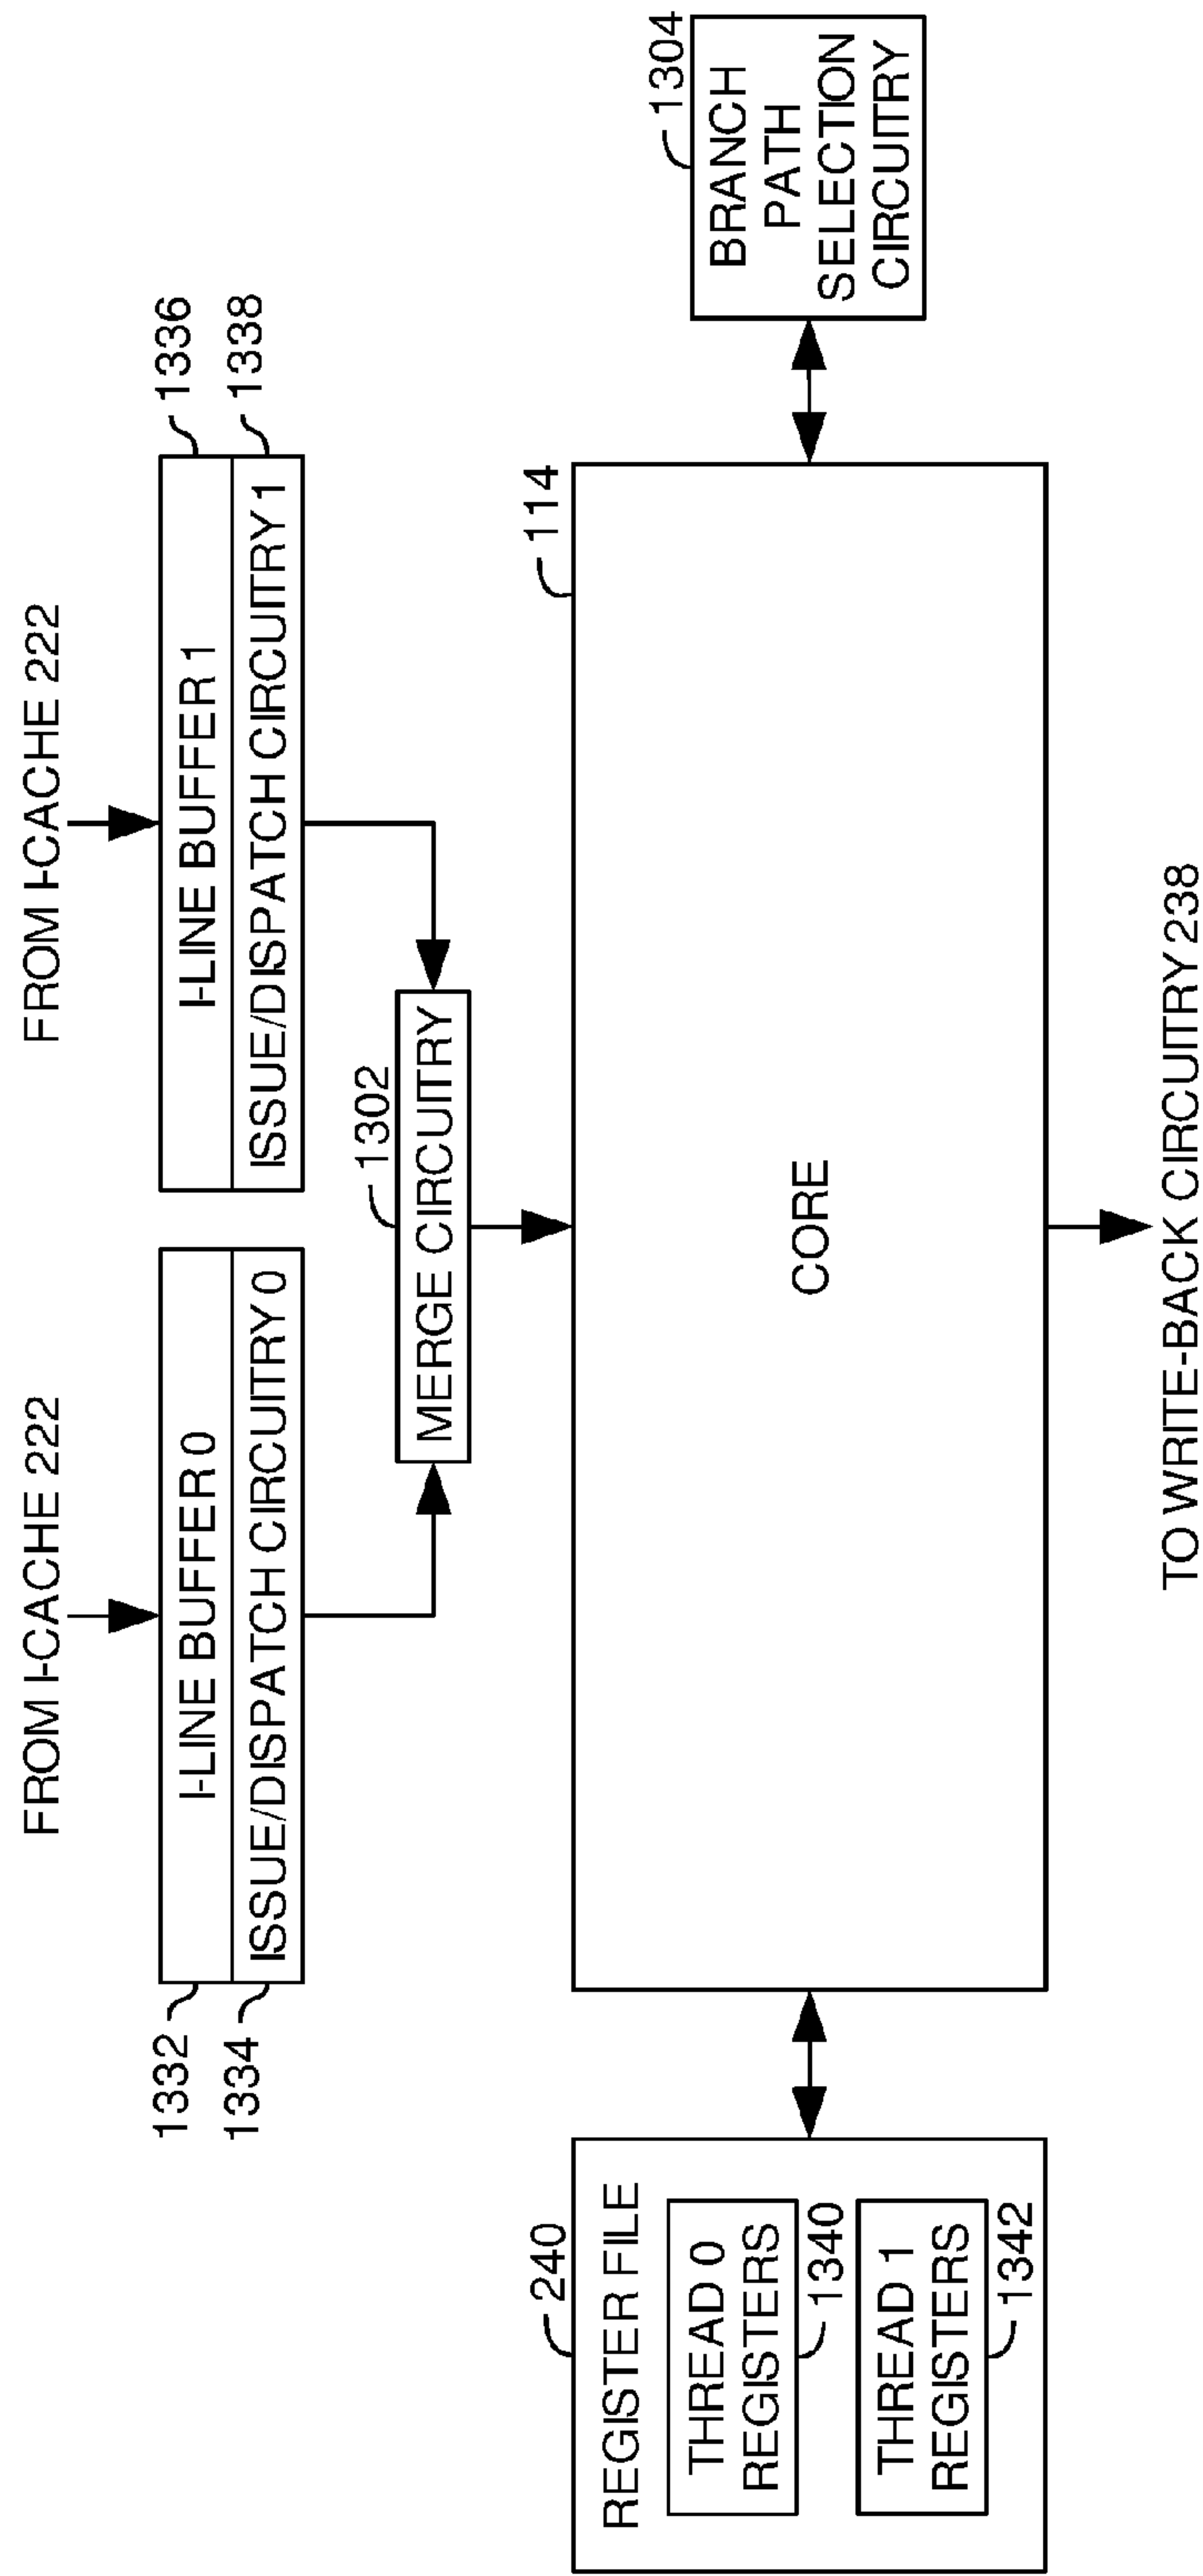 FROM I-CACHE 222
FROM I-CACHE 222
1332
I-LINE BUFFER 0
I-LINE BUFFER 1
1336
1334
ISSUE/DISPATCH CIRCUITRY 0
ISSUE/DISPATCH CIRCUITRY 1
1338
1302
MERGE CIRCUITRY
240
REGISTER FILE
THREAD 0
REGISTERS
1340
THREAD 1
REGISTERS
1342
114
CORE
1304
BRANCH
PATH
SELECTION
CIRCUITRY
TO WRITE-BACK CIRCUITRY 238